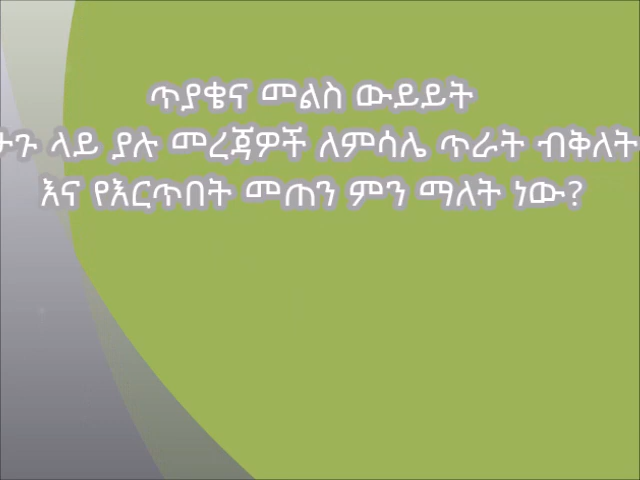 ጥያቄና መልስ ውይይት
ላይ ያሉ መረጃዎች ለምሳሌ ጥራት ብቅለት
እና የእርጥበት መጠን ምን ማለት ነው?